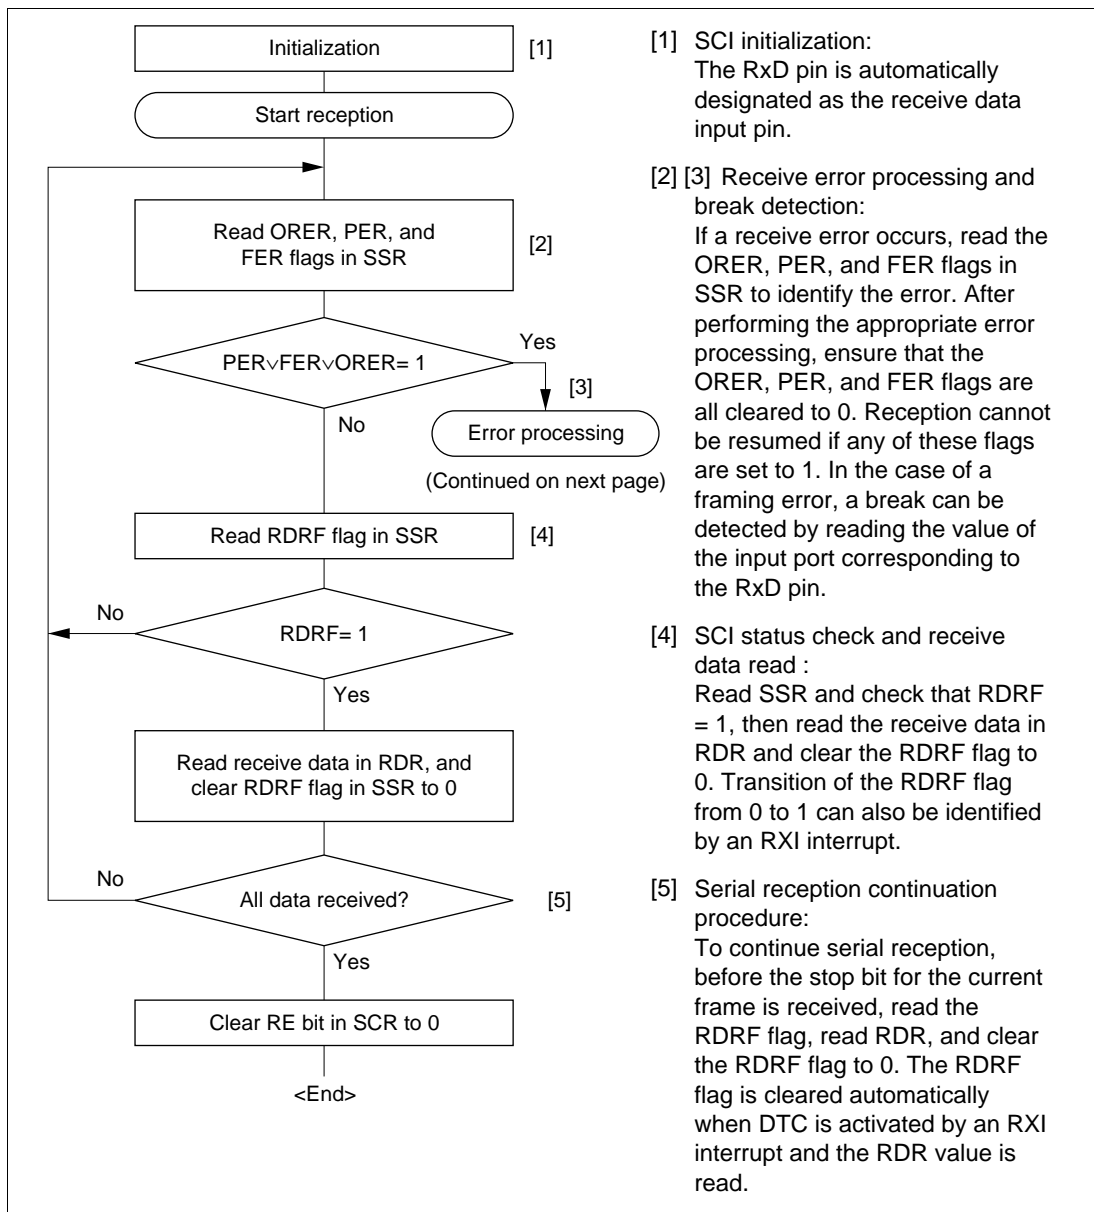 Initialization
[1]
Start reception
Read ORER, PER, and
FER flags in SSR
[2]
PER∨FER∨ORER= 1
Yes
[3]
No
Error processing
(Continued on next page)
Read RDRF flag in SSR
[4]
No
RDRF= 1
Yes
Read receive data in RDR, and
clear RDRF flag in SSR to 0
No
All data received?
[5]
Yes
Clear RE bit in SCR to 0
<End>
[1] SCI initialization:
The RxD pin is automatically
designated as the receive data
input pin.
[2] [3] Receive error processing and
break detection:
If a receive error occurs, read the
ORER, PER, and FER flags in
SSR to identify the error. After
performing the appropriate error
processing, ensure that the
ORER, PER, and FER flags are
all cleared to 0. Reception cannot
be resumed if any of these flags
are set to 1. In the case of a
framing error, a break can be
detected by reading the value of
the input port corresponding to
the RxD pin.
[4] SCI status check and receive
data read :
Read SSR and check that RDRF
= 1, then read the receive data in
RDR and clear the RDRF flag to
0. Transition of the RDRF flag
from 0 to 1 can also be identified
by an RXI interrupt.
[5] Serial reception continuation
procedure:
To continue serial reception,
before the stop bit for the current
frame is received, read the
RDRF flag, read RDR, and clear
the RDRF flag to 0. The RDRF
flag is cleared automatically
when DTC is activated by an RXI
interrupt and the RDR value is
read.